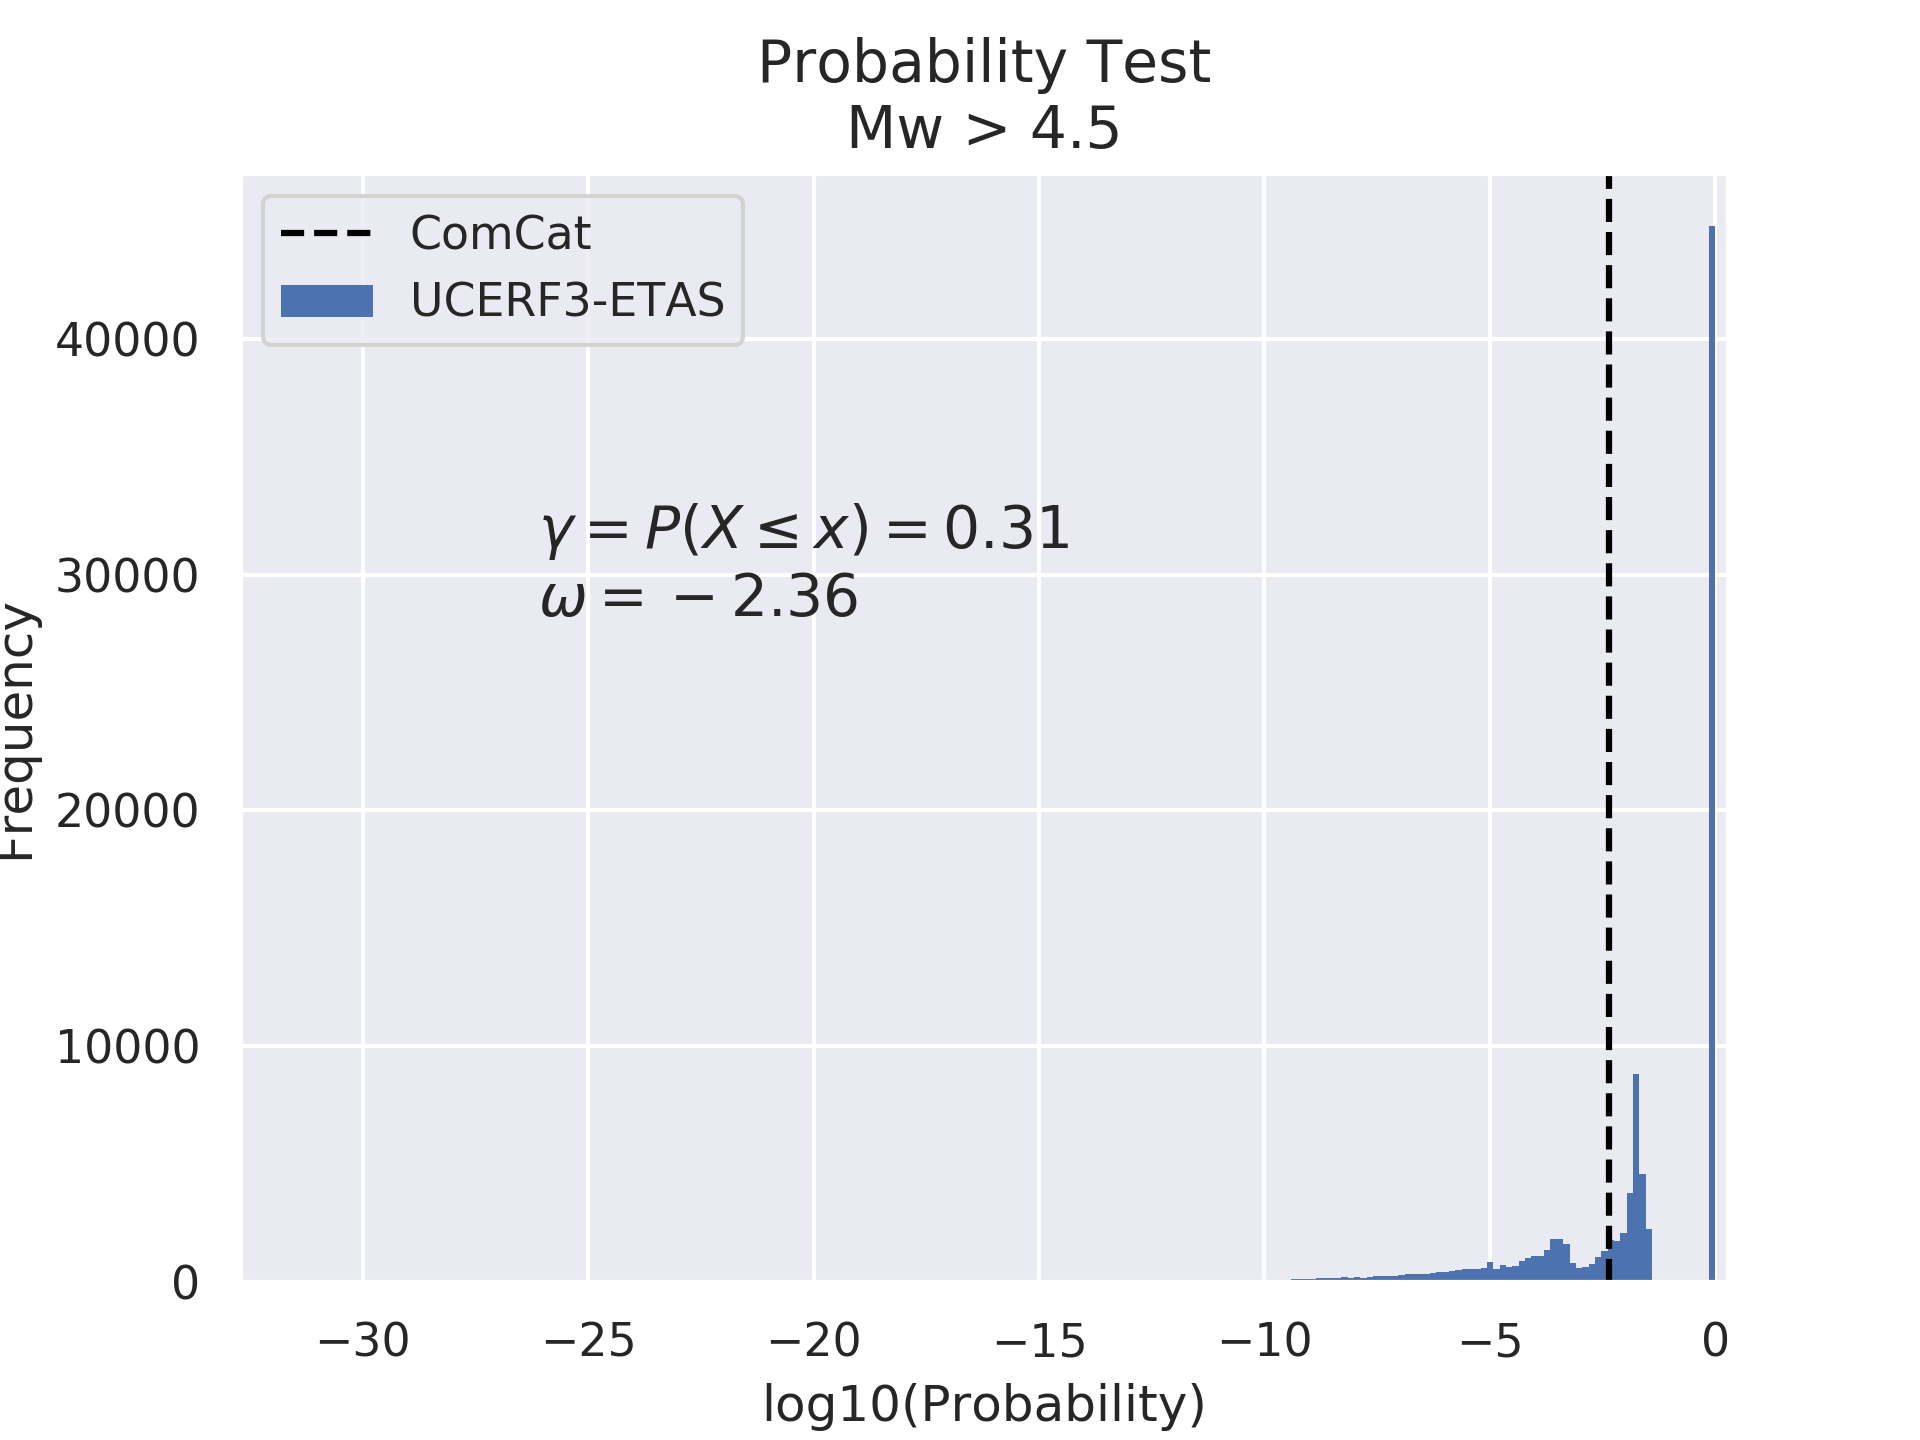 Probability Test
Mw > 4.5
ComCat
UCERF3-ETAS
γ = P(X ≤ x) = 0.31
ω = −2.36
Frequency
40000
30000
20000
10000
0
−30 −25 −20 −15 −10 −5 0
log10(Probability)